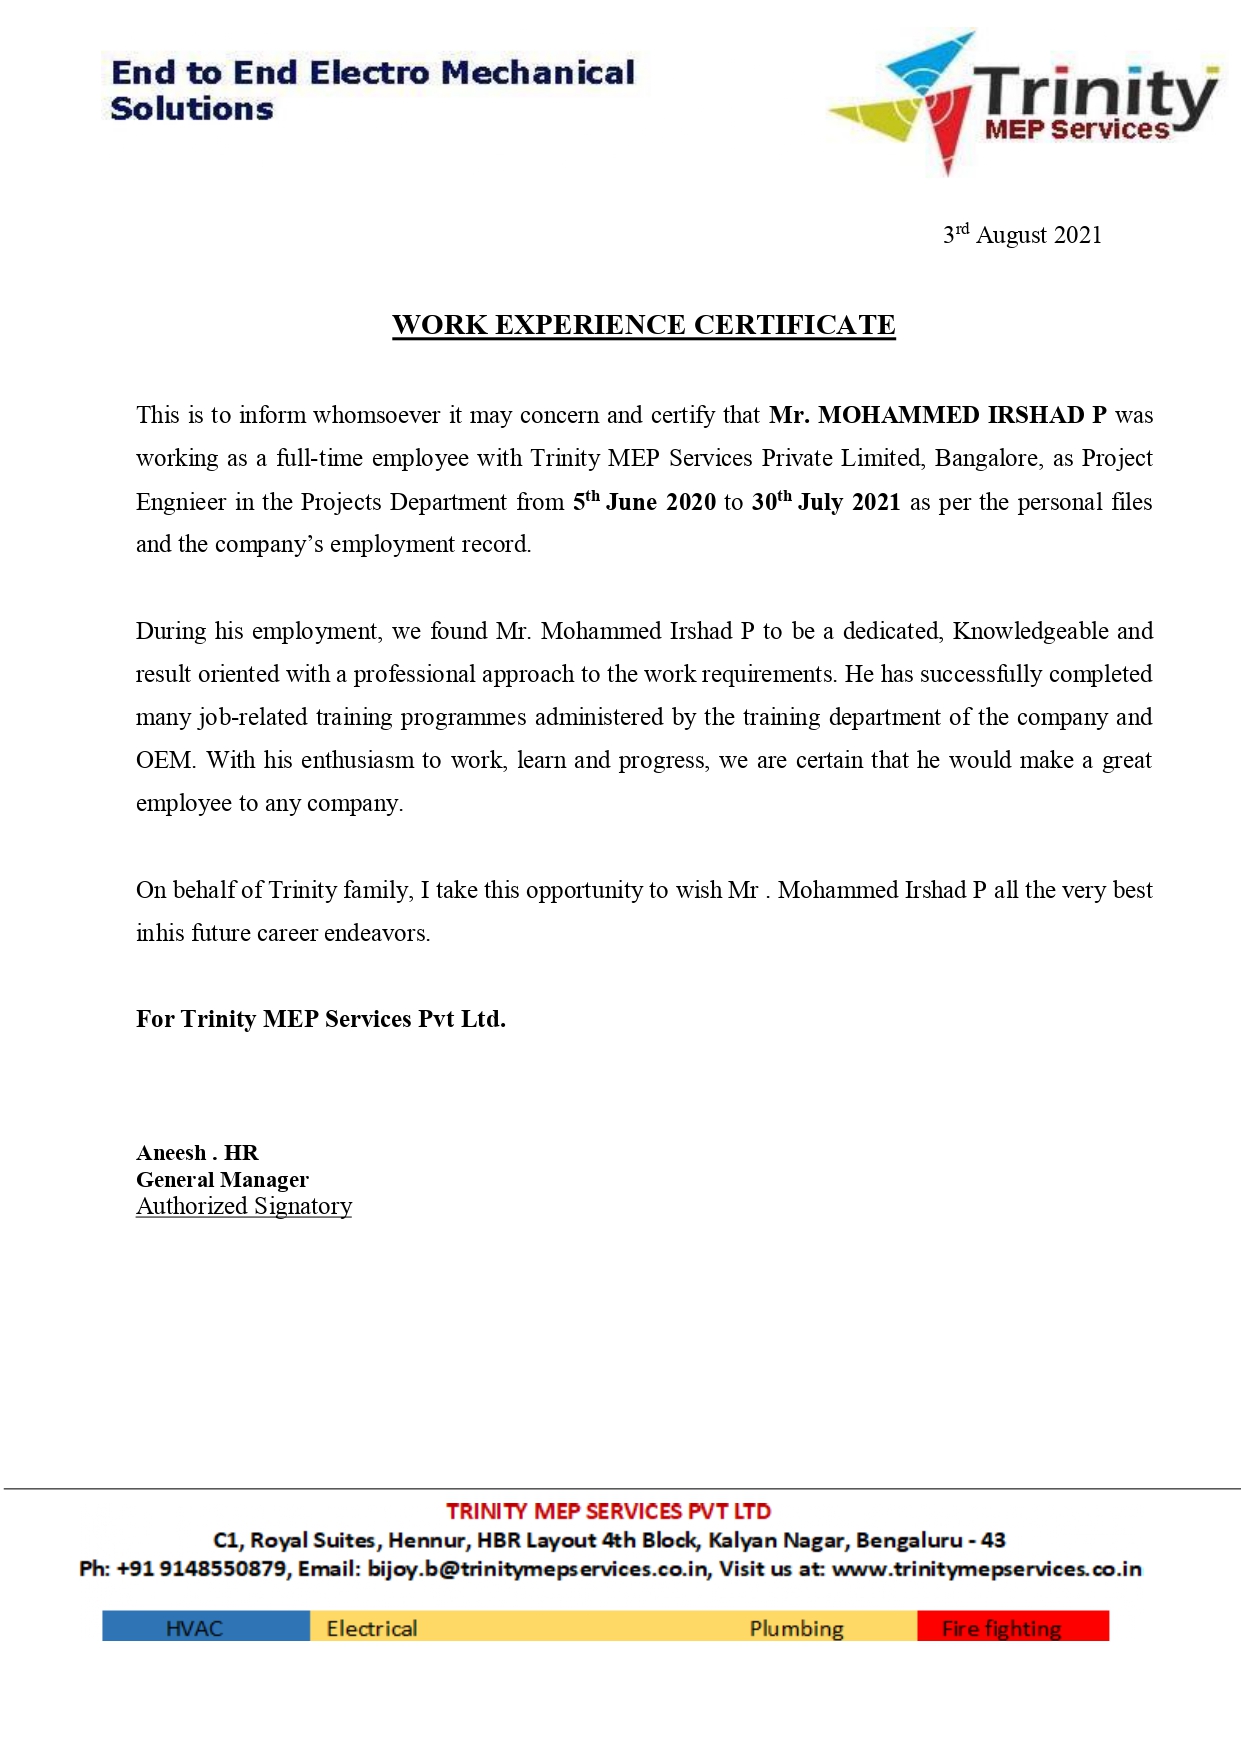 End to End Electro Mechanical
Solutions
Trinity
MEP Services
3rd August 2021
WORK EXPERIENCE CERTIFICATE
This is to inform whomsoever it may concern and certify that Mr. MOHAMMED IRSHAD P was
working as a full-time employee with Trinity MEP Services Private Limited, Bangalore, as Project
Engnieer in the Projects Department from 5th June 2020 to 30th July 2021 as per the personal files
and the company’s employment record.
During his employment, we found Mr. Mohammed Irshad P to be a dedicated, Knowledgeable and
result oriented with a professional approach to the work requirements. He has successfully completed
many job-related training programmes administered by the training department of the company and
OEM. With his enthusiasm to work, learn and progress, we are certain that he would make a great
employee to any company.
On behalf of Trinity family, I take this opportunity to wish Mr . Mohammed Irshad P all the very best
inhis future career endeavors.
For Trinity MEP Services Pvt Ltd.
Aneesh . HR
General Manager
Authorized Signatory
TRINITY MEP SERVICES PVT LTD
C1, Royal Suites, Hennur, HBR Layout 4th Block, Kalyan Nagar, Bengaluru - 43
Ph: +91 9148550879, Email: bijoy.b@trinitymepservices.co.in, Visit us at: www.trinitymepservices.co.in
HVAC Electrical Plumbing Fire fighting